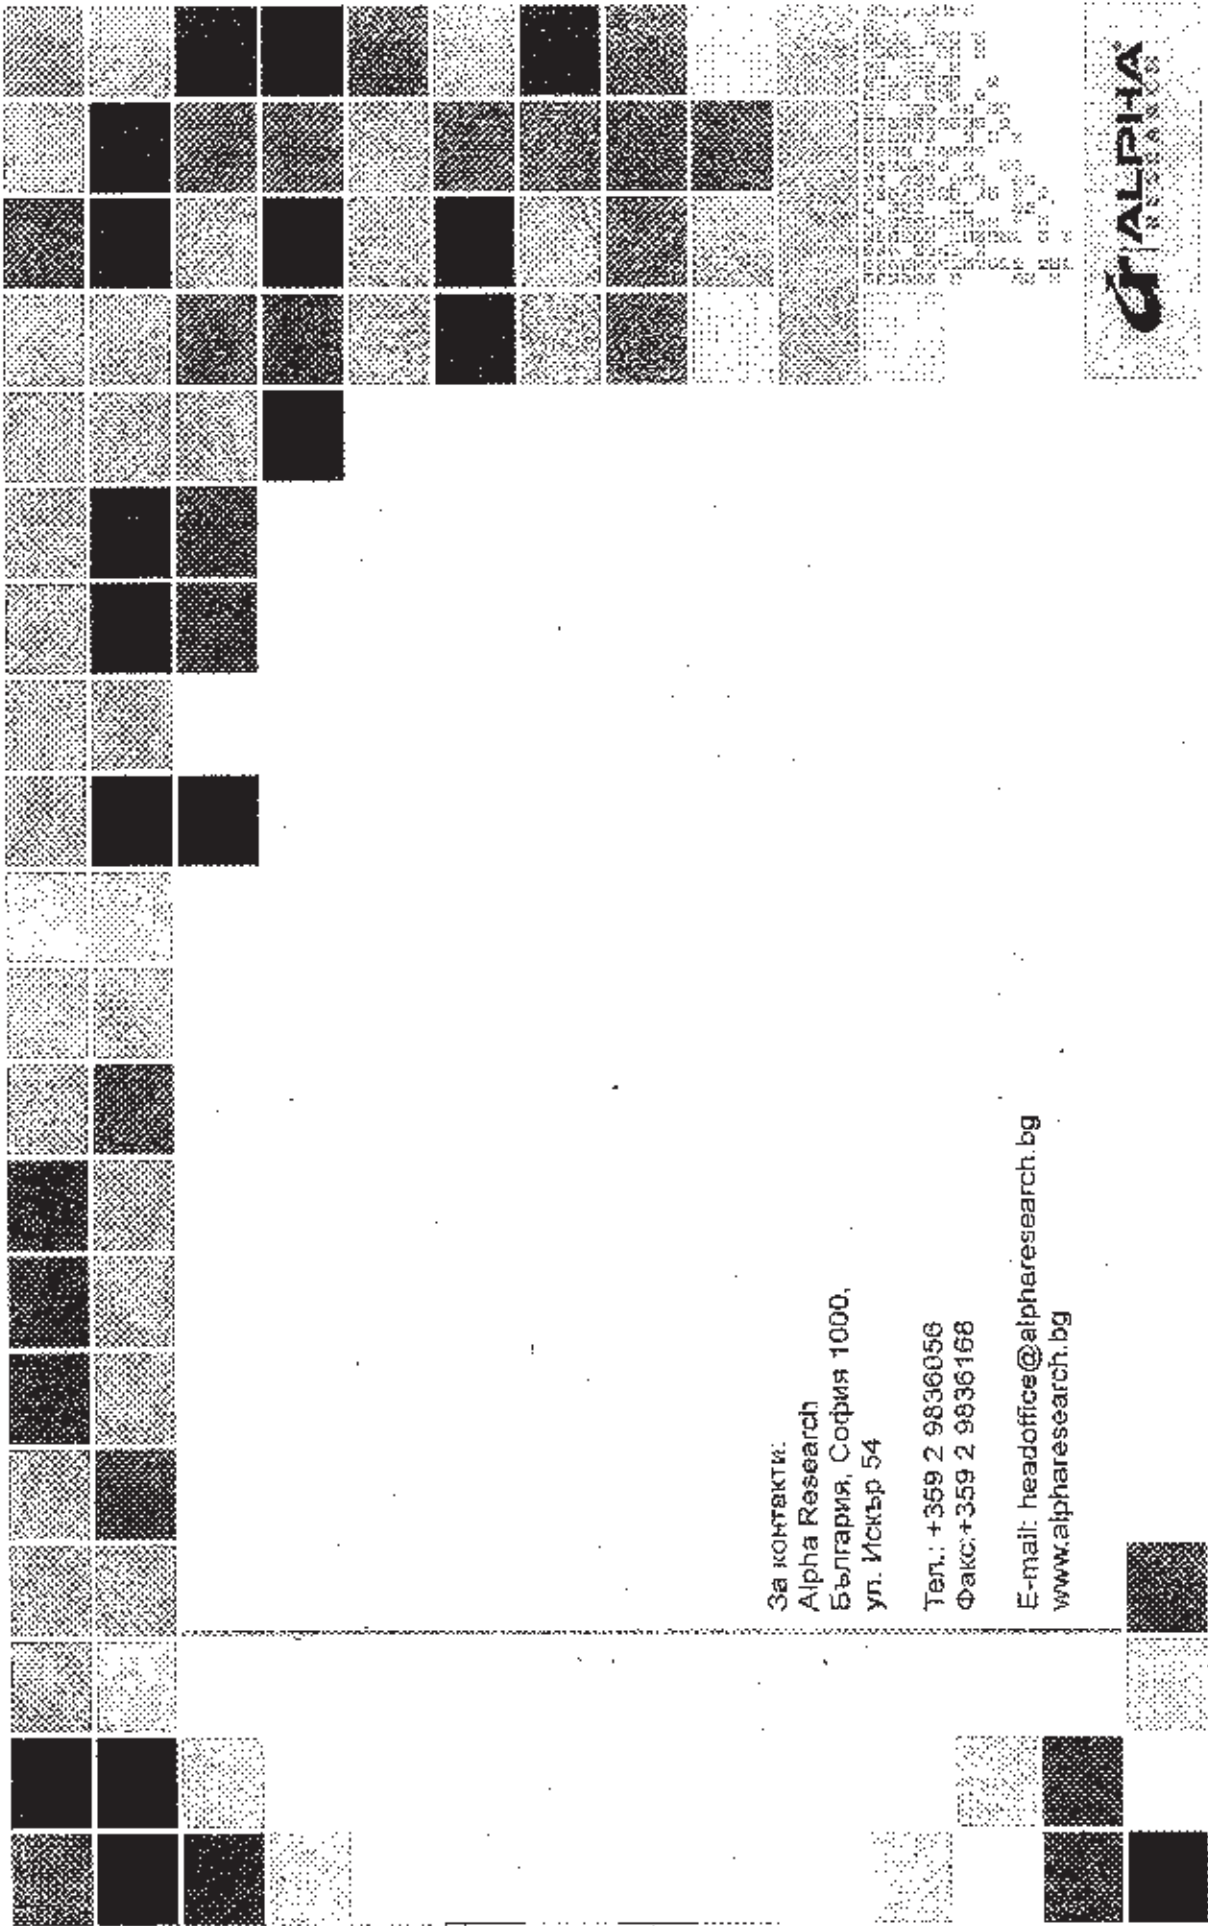 ALPHA
RESEARCH
За контакти:
Alpha Research
България, София 1000,
ул. Искър 54
Тел.: +359 2 9836056
Факс:+359 2 9836168
E-mail: headoffice@alpharesearch.bg
www.alpharesearch.bg